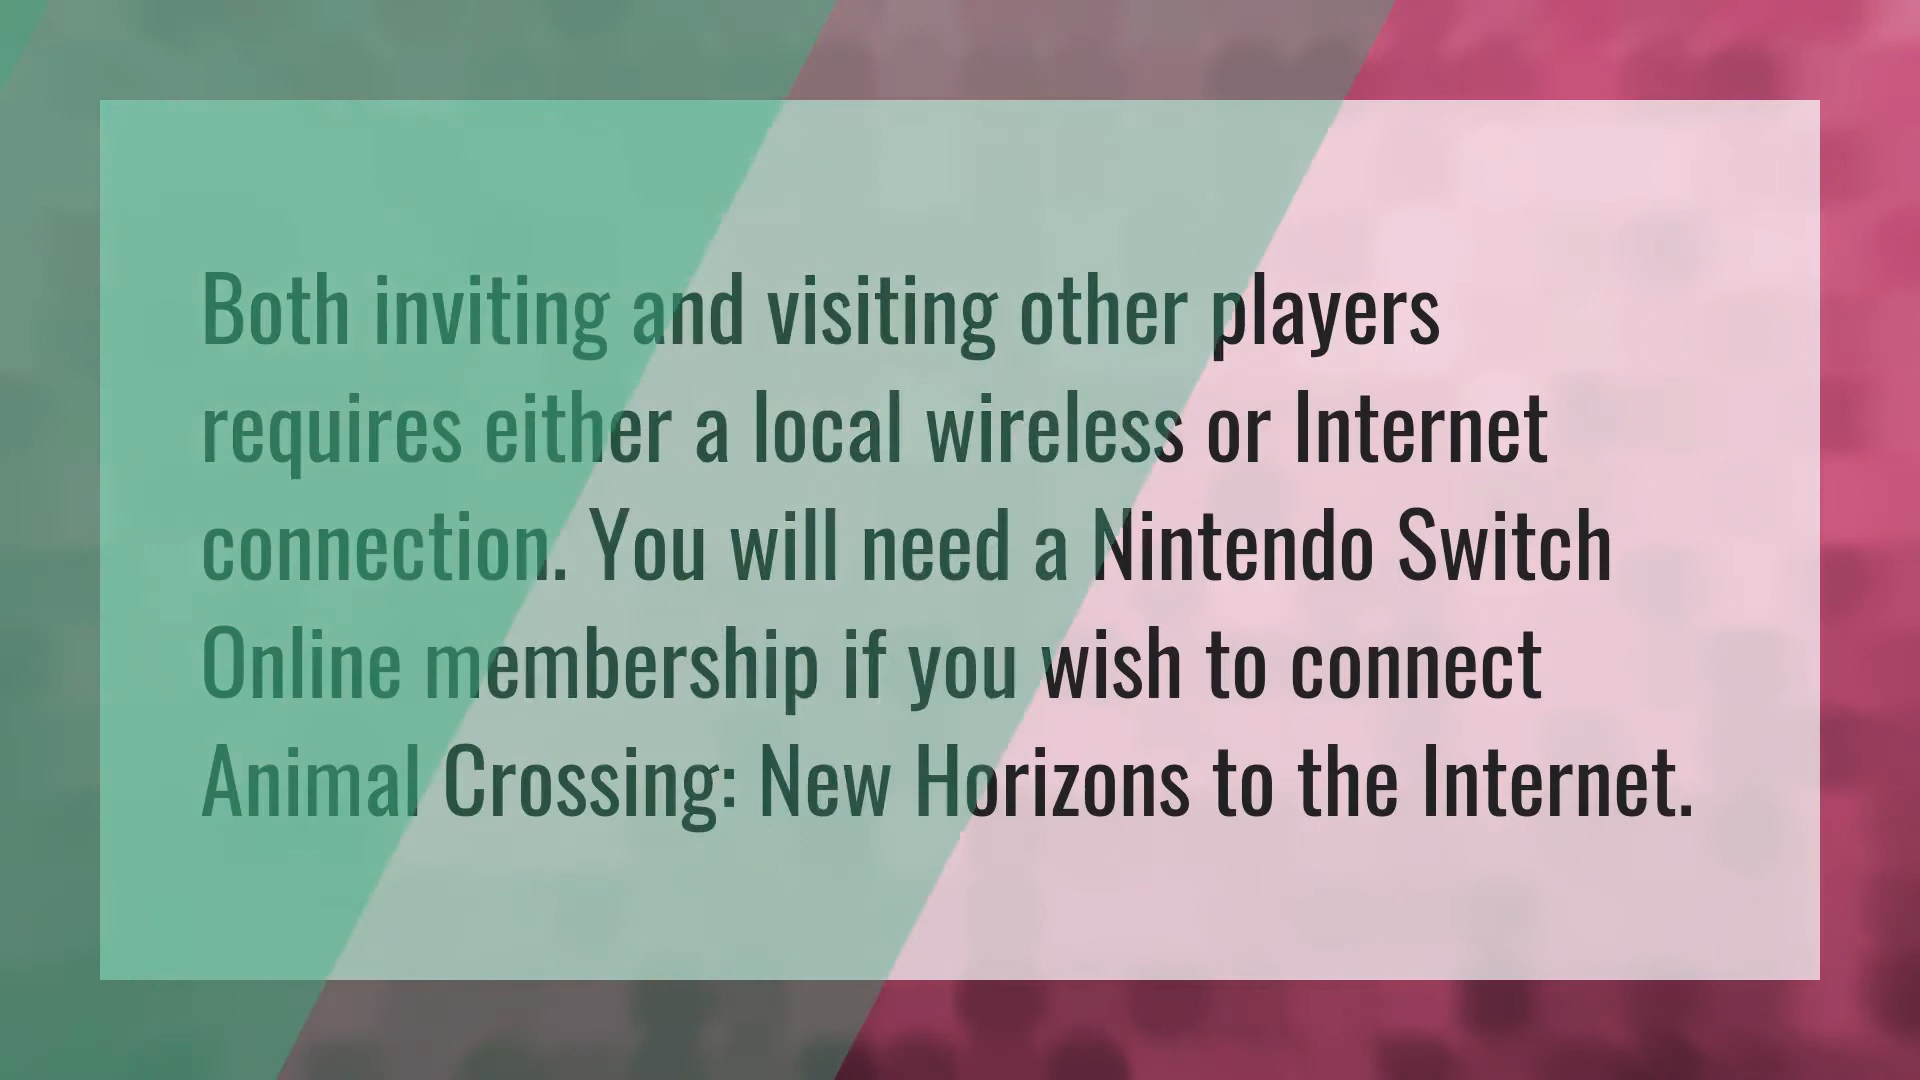 Both inviting and visiting other players
requires either a local wireless or Internet
connection. You will need a Nintendo Switch
Online membership if you wish to connect
Animal Crossing: New Horizons to the Internet.